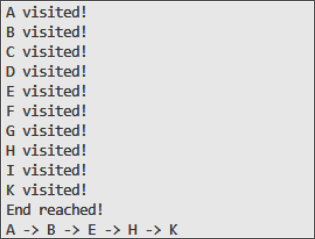 A visited!
B visited!
C visited!
D visited!
E visited!
F visited!
G visited!
H visited!
I visited!
K visited!
End reached!
A -> B -> E -> H -> K